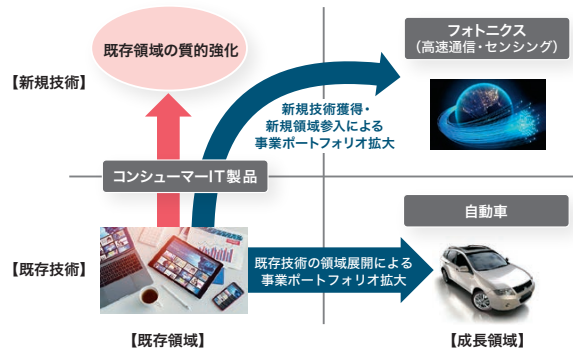 既存領域の質的強化
フォトニクス
(高速通信・センシング)
【新規技術】
新規技術獲得・
新規領域参入による
事業ポートフォリオ拡大
コンシューマーIT製品
自動車
【既存技術】
既存技術の領域展開による
事業ポートフォリオ拡大
【既存領域】
【成長領域】